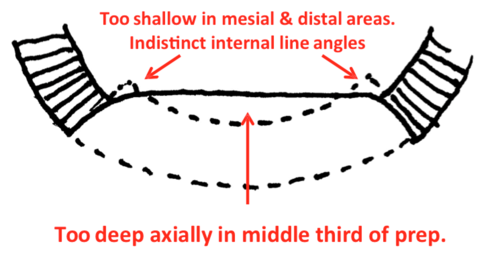 Too shallow in mesial & distal areas.
Indistinct internal line angles
Too deep axially in middle third of prep.